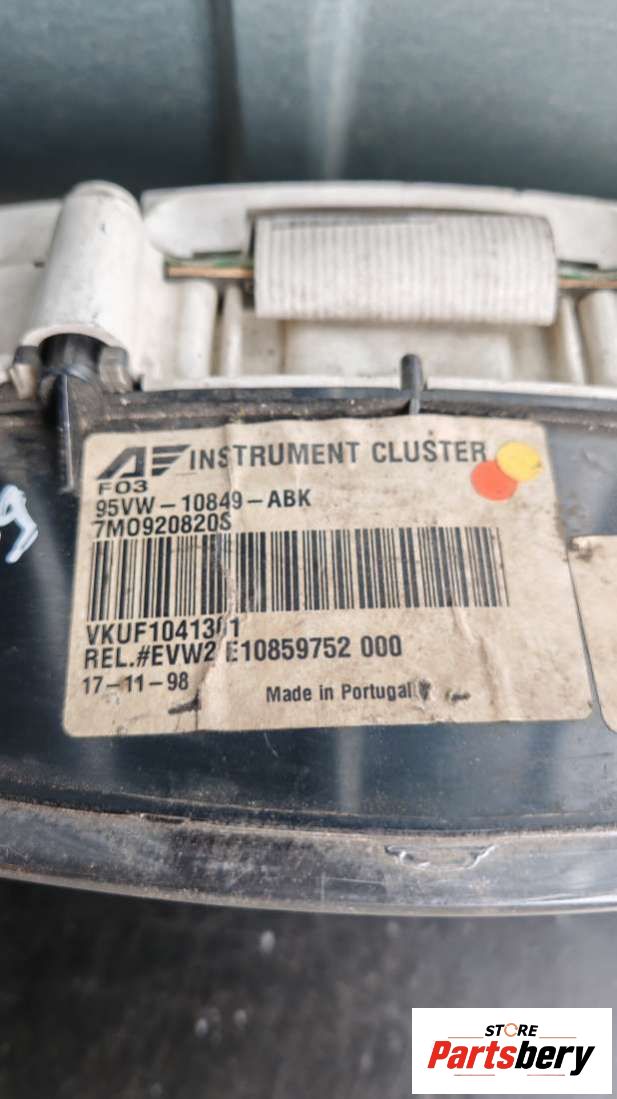 INSTRUMENT CLUSTER
F03
95VW-10849-ABK
7M0920820S
REL.#EVW2 E10859752 000
17-11-98
Made in Portugal
STORE
Partsbery